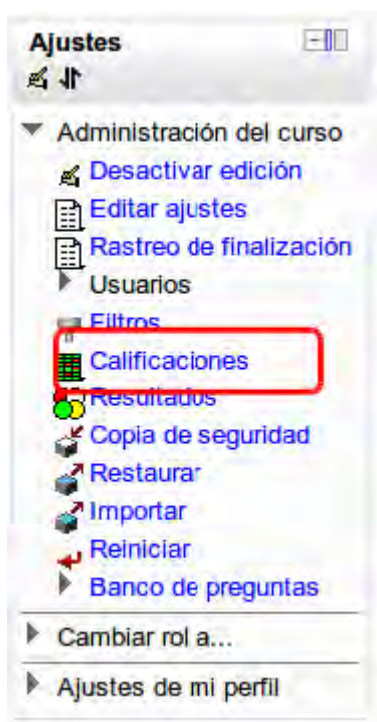 Ajustes
Administración del curso
Desactivar edición
Editar ajustes
Rastreo de finalización
Usuarios
Filtros
Calificaciones
Resultados
Copia de seguridad
Restaurar
Importar
Reiniciar
Banco de preguntas
Cambiar rol a...
Ajustes de mi perfil